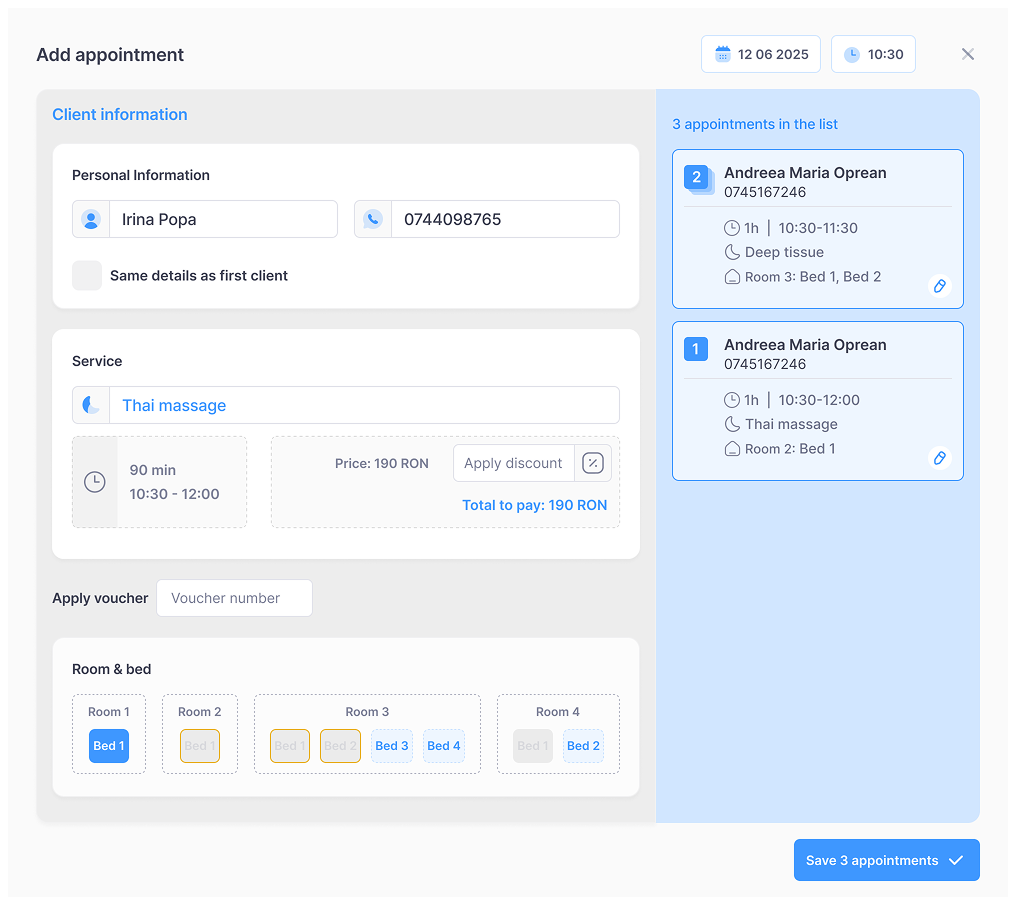 Add appointment
12 06 2025
10:30
Client information
Personal Information
Irina Popa
0744098765
Same details as first client
Service
Thai massage
90 min
10:30 - 12:00
Price: 190 RON
Apply discount
Total to pay: 190 RON
Apply voucher
Voucher number
Room & bed
Room 1
Bed 1
Room 2
Bed 1
Room 3
Bed 1 Bed 2 Bed 3 Bed 4
Room 4
Bed 1 Bed 2
3 appointments in the list
2
Andreea Maria Oprean
0745167246
1h | 10:30-11:30
Deep tissue
Room 3: Bed 1, Bed 2
1
Andreea Maria Oprean
0745167246
1h | 10:30-12:00
Thai massage
Room 2: Bed 1
Save 3 appointments